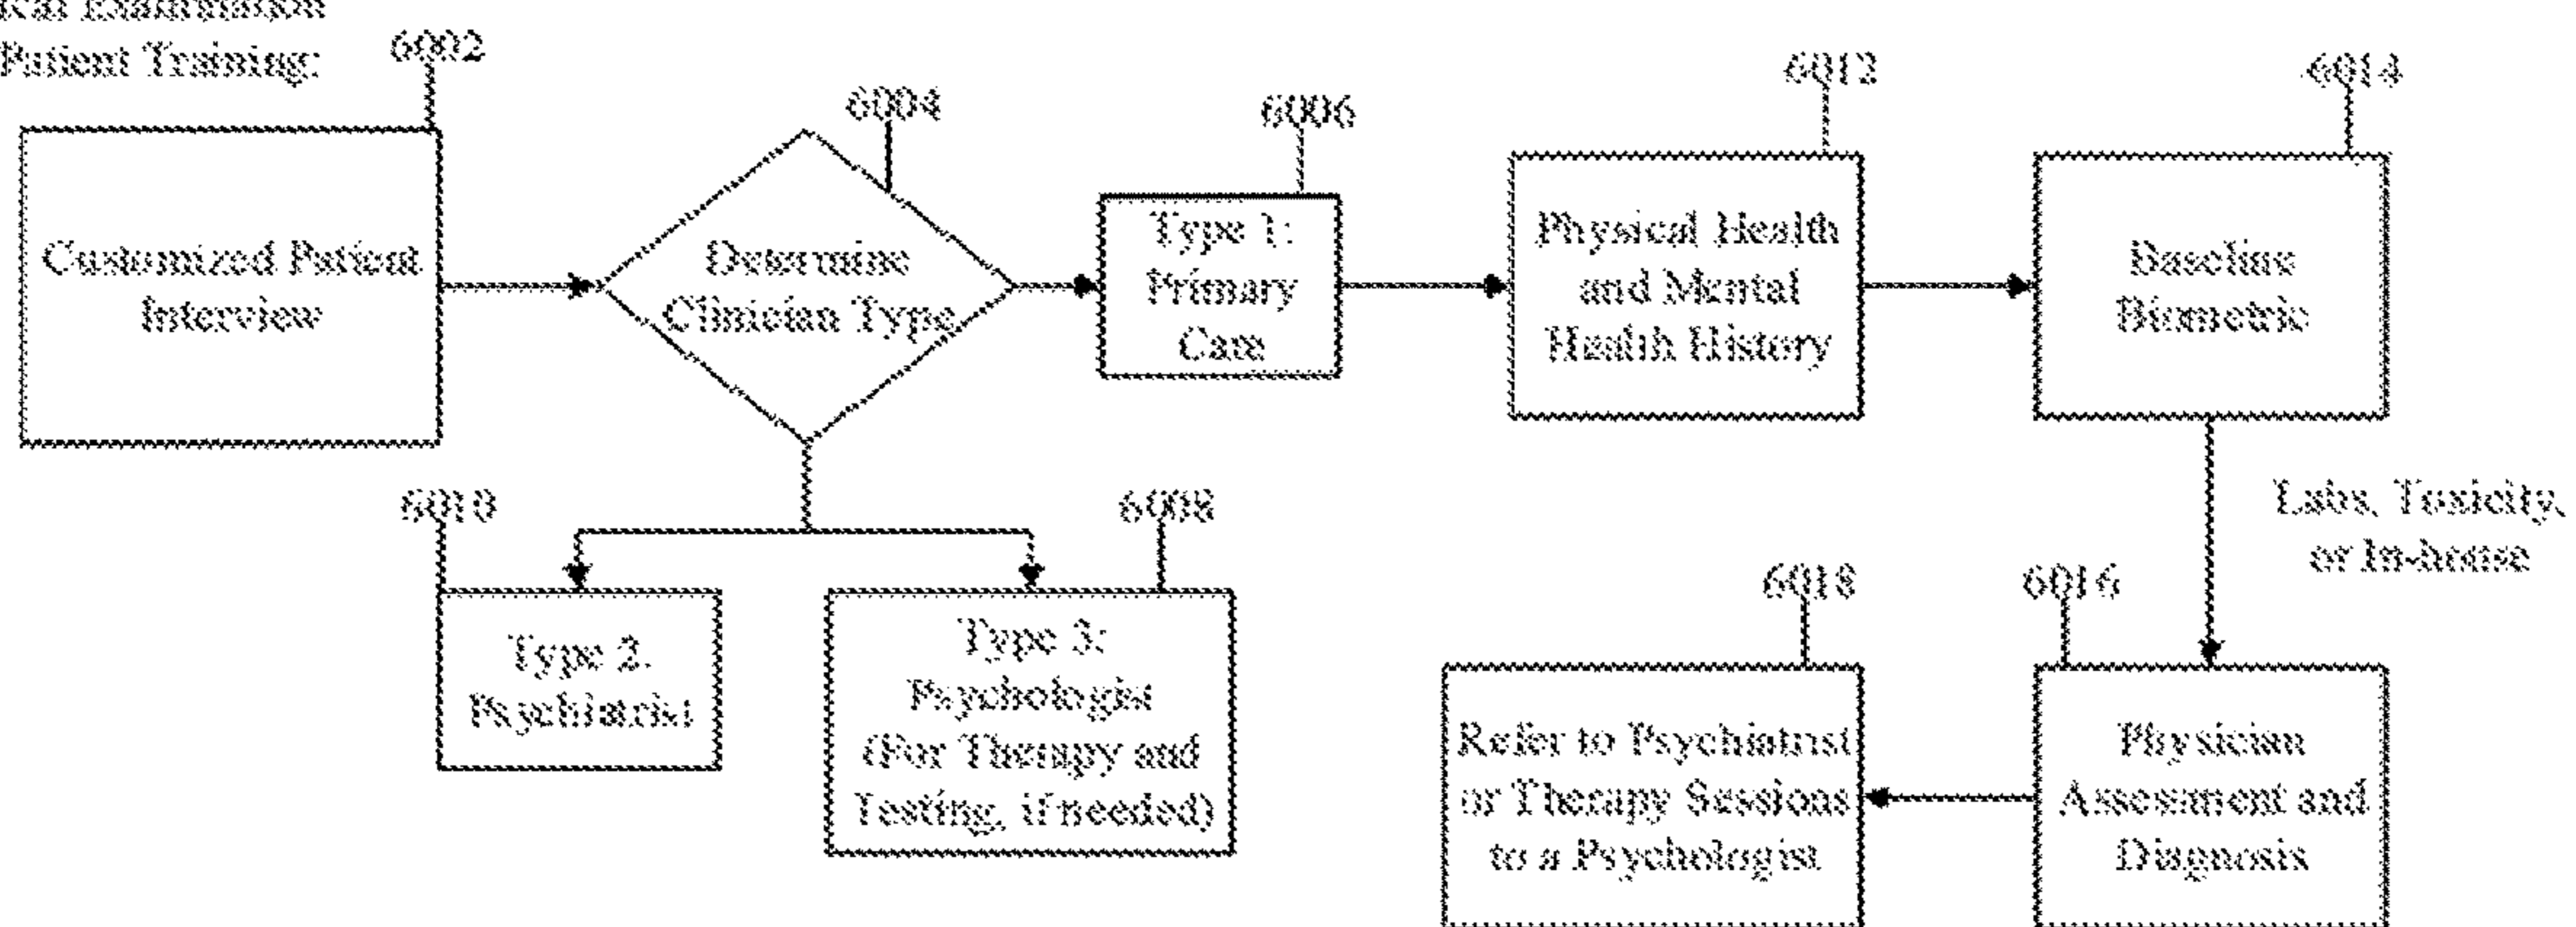 Examination
Patient Training:
6002
6004
6006
6012
6014
Customized Patient
Interview
Determine
Clinician Type
Type 1:
Primary
Care
Physical Health
and Mental
Health History
Baseline
Biometric
6010
6008
Labs, Toxicity,
or In-house
6018
6016
Type 2.
Psychiatrist
Type 3:
Psychologist
(For Therapy and
Testing, if needed)
Refer to Psychiatrist
or Therapy Sessions
to a Psychologist
Physician
Assessment and
Diagnosis